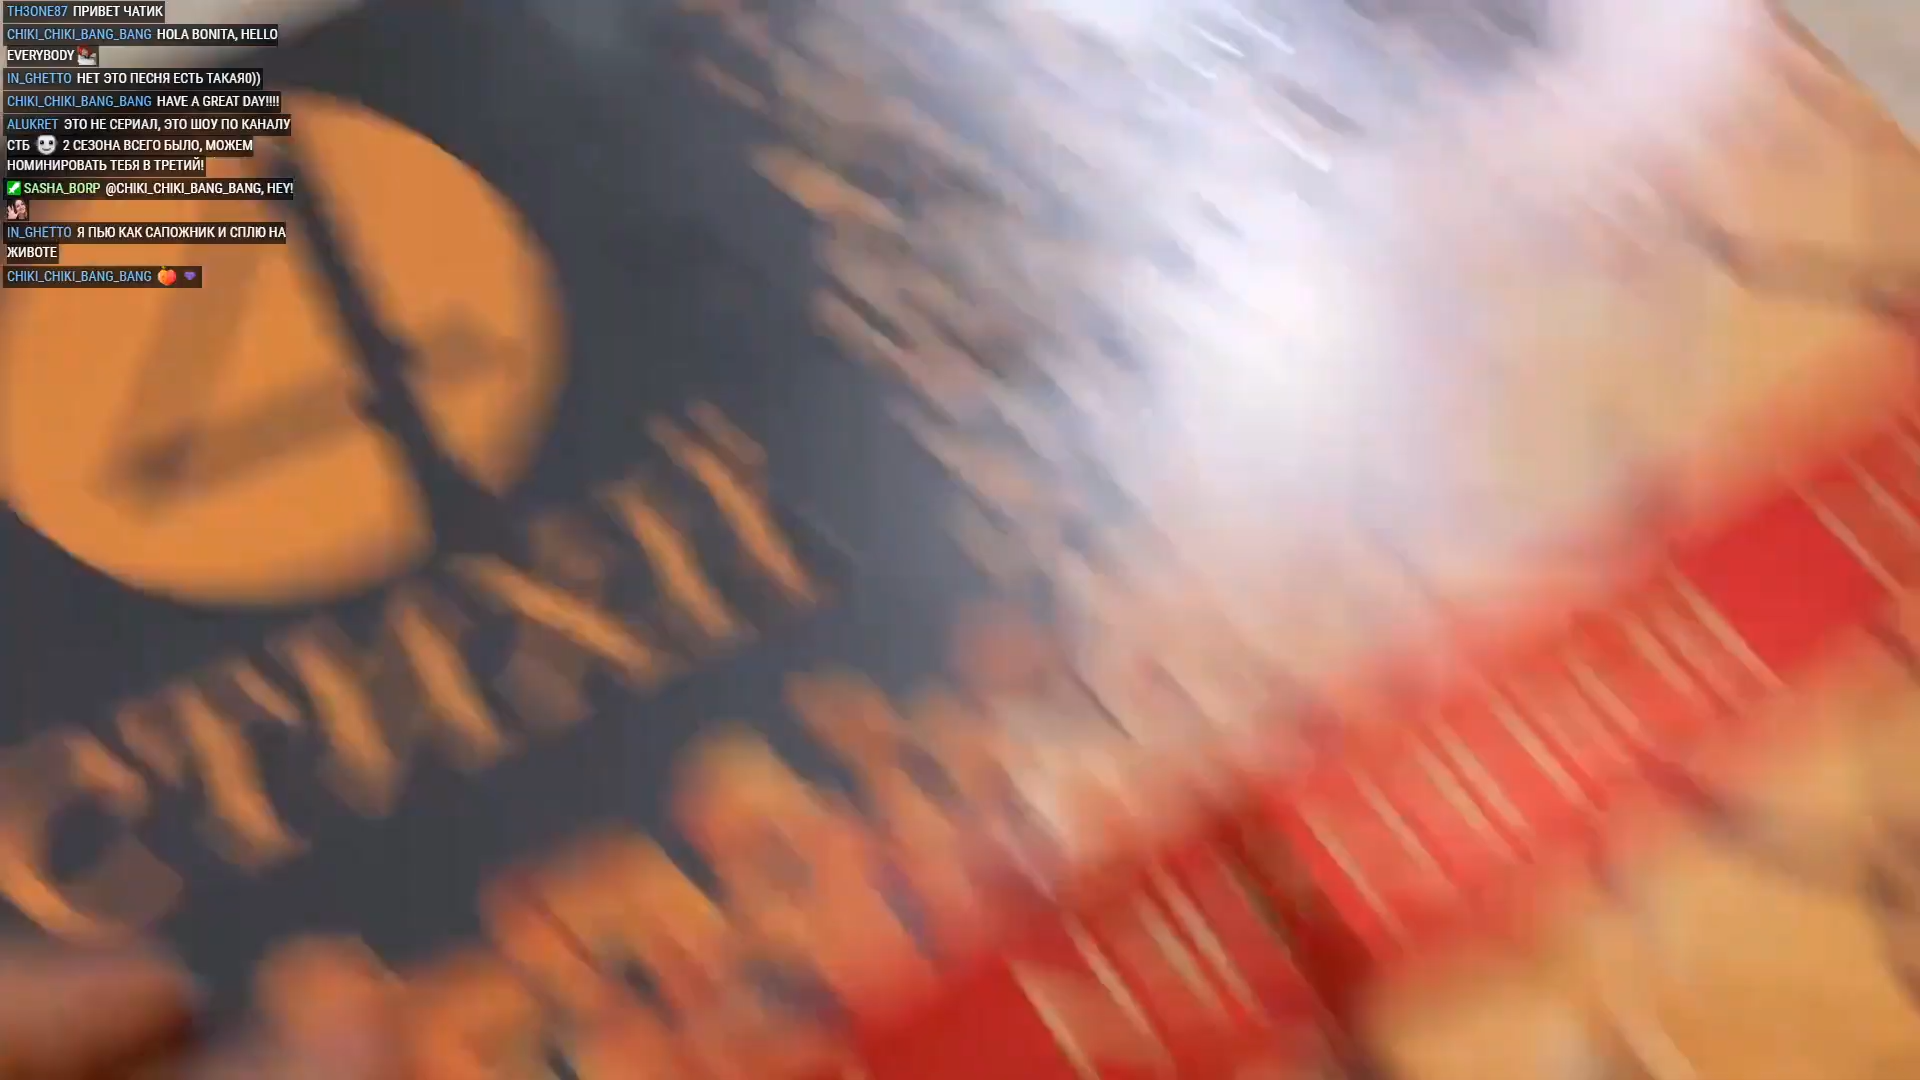 TH3ONE87 ПРИВЕТ ЧАТИК
CHIKI_CHIKI_BANG_BANG HOLA BONITA, HELLO
EVERYBODY
IN_GHETTO НЕТ ЭТО ПЕСНЯ ЕСТЬ ТАКАЯ0))
CHIKI_CHIKI_BANG_BANG HAVE A GREAT DAY!!!!
ALUKRET ЭТО НЕ СЕРИАЛ, ЭТО ШОУ ПО КАНАЛУ
СТБ 2 СЕЗОНА ВСЕГО БЫЛО, МОЖЕМ
НОМИНИРОВАТЬ ТЕБЯ В ТРЕТИЙ!
SASHA_BORP @CHIKI_CHIKI_BANG_BANG, HEY!
IN_GHETTO Я ПЬЮ КАК САПОЖНИК И СПЛЮ НА
ЖИВОТЕ
CHIKI_CHIKI_BANG_BANG